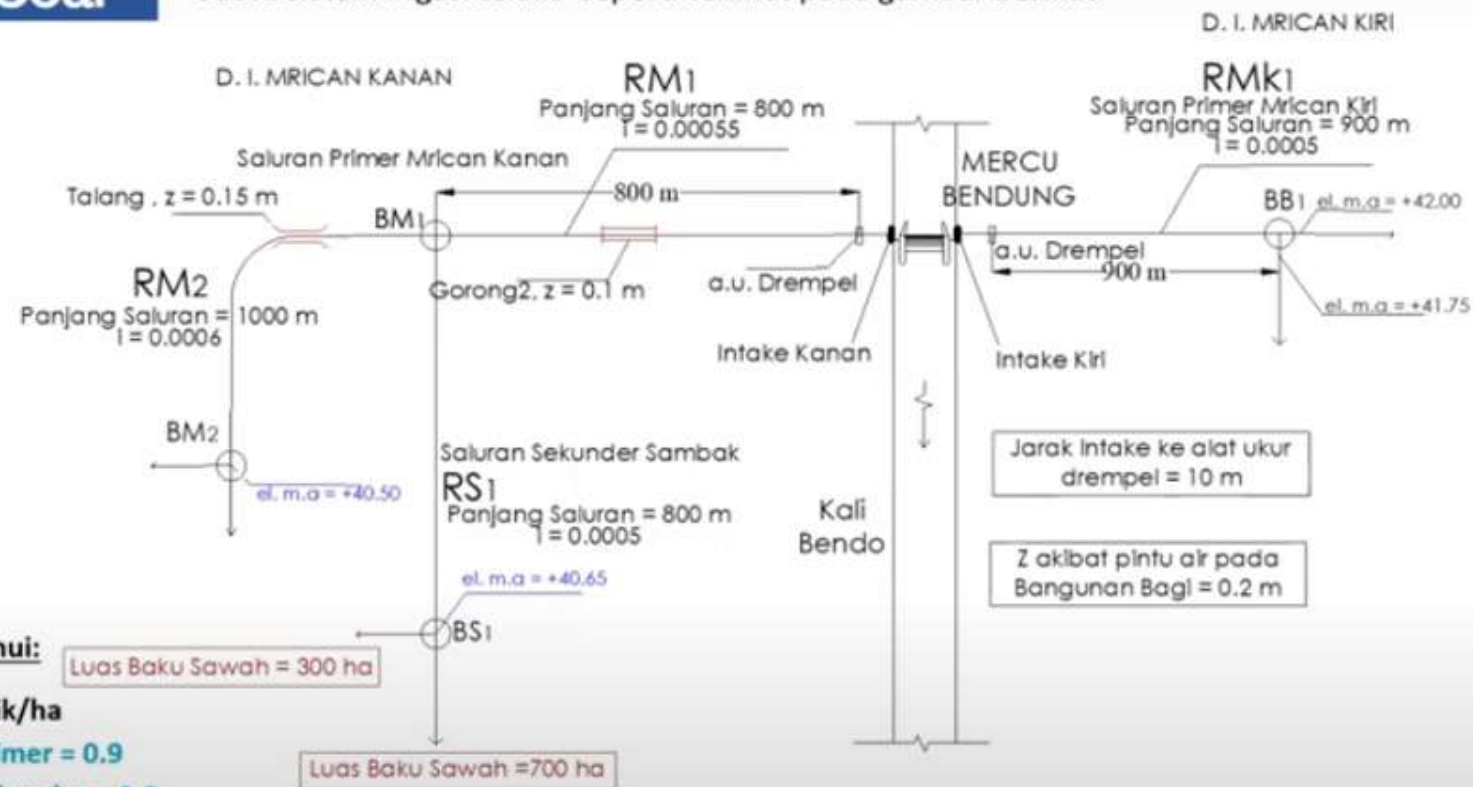 D. I. MRICAN KIRI
D. I. MRICAN KANAN
RM1
Panjang Saluran = 800 m
I = 0.00055
RMk1
Saluran Primer Mrican Kiri
Panjang Saluran = 900 m
I = 0.0005
Saluran Primer Mrican Kanan
MERCU
BENDUNG
Talang , z = 0.15 m
800 m
BM1
BB1
el. m.a = +42.00
a.u. Drempel
900 m
RM2
Panjang Saluran = 1000 m
I = 0.0006
Gorong2, z = 0.1 m
a.u. Drempel
el. m.a = +41.75
Intake Kanan
Intake Kiri
BM2
el. m.a = +40.50
Saluran Sekunder Sambak
RS1
Panjang Saluran = 800 m
I = 0.0005
Jarak Intake ke alat ukur
drempel = 10 m
Kali
Bendo
Z akibat pintu air pada
Bangunan Bagi = 0.2 m
el. m.a = +40.65
BS1
Luas Baku Sawah = 300 ha
Luas Baku Sawah =700 ha